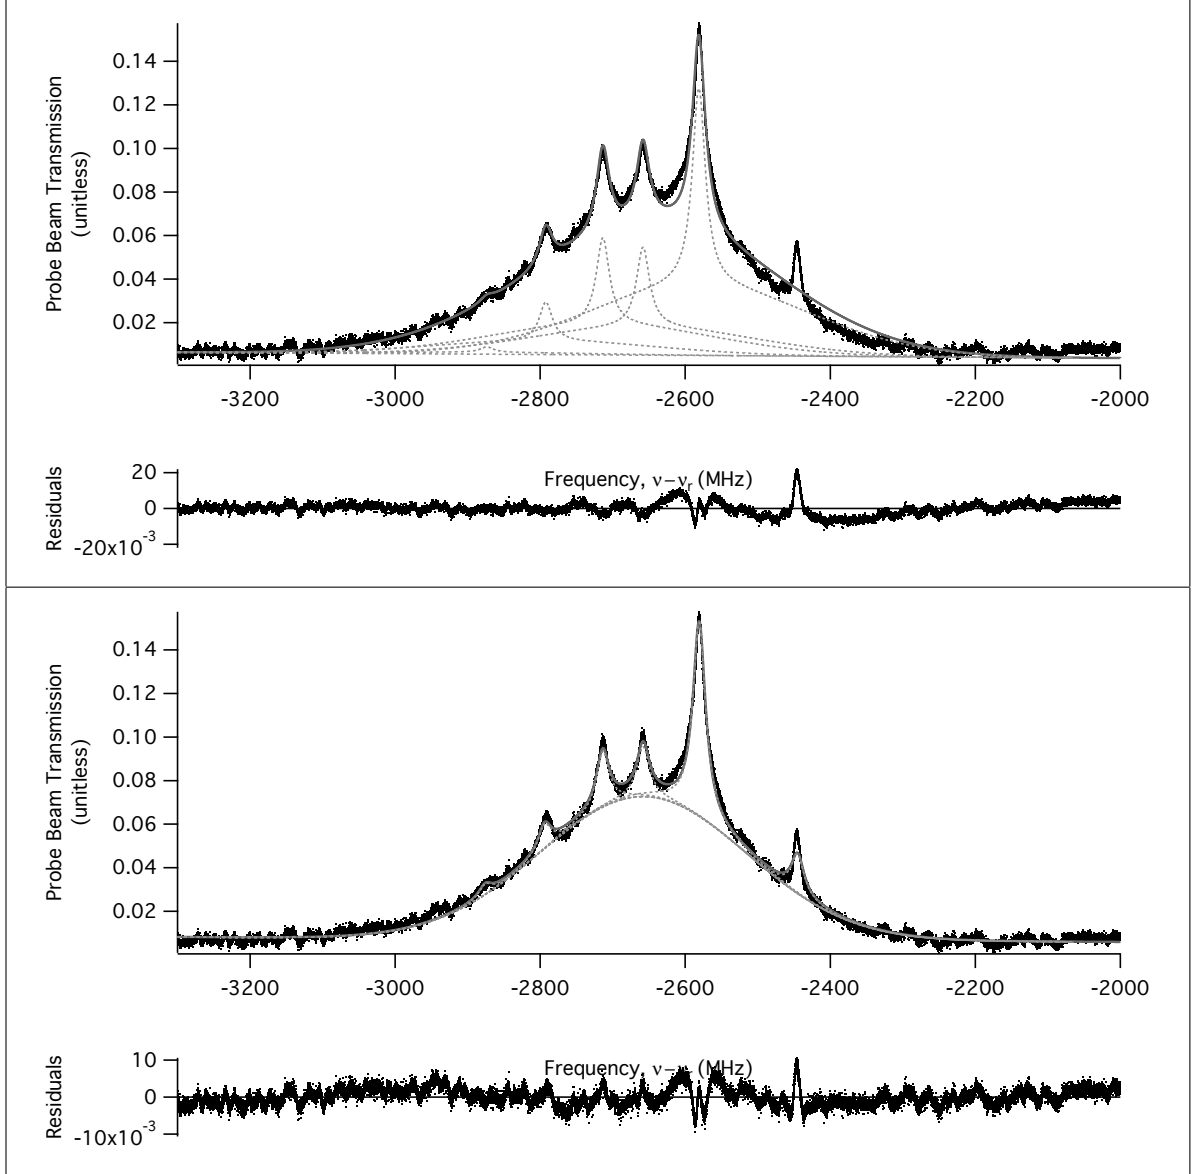 Probe Beam Transmission
(unitless)
0.14
0.12
0.10
0.08
0.06
0.04
0.02
-3200 -3000 -2800 -2600 -2400 -2200 -2000
Frequency, ν−νr (MHz)
Residuals
20
0
-20x10-3
Probe Beam Transmission
(unitless)
0.14
0.12
0.10
0.08
0.06
0.04
0.02
-3200 -3000 -2800 -2600 -2400 -2200 -2000
Frequency, ν− (MHz)
Residuals
10
0
-10x10-3